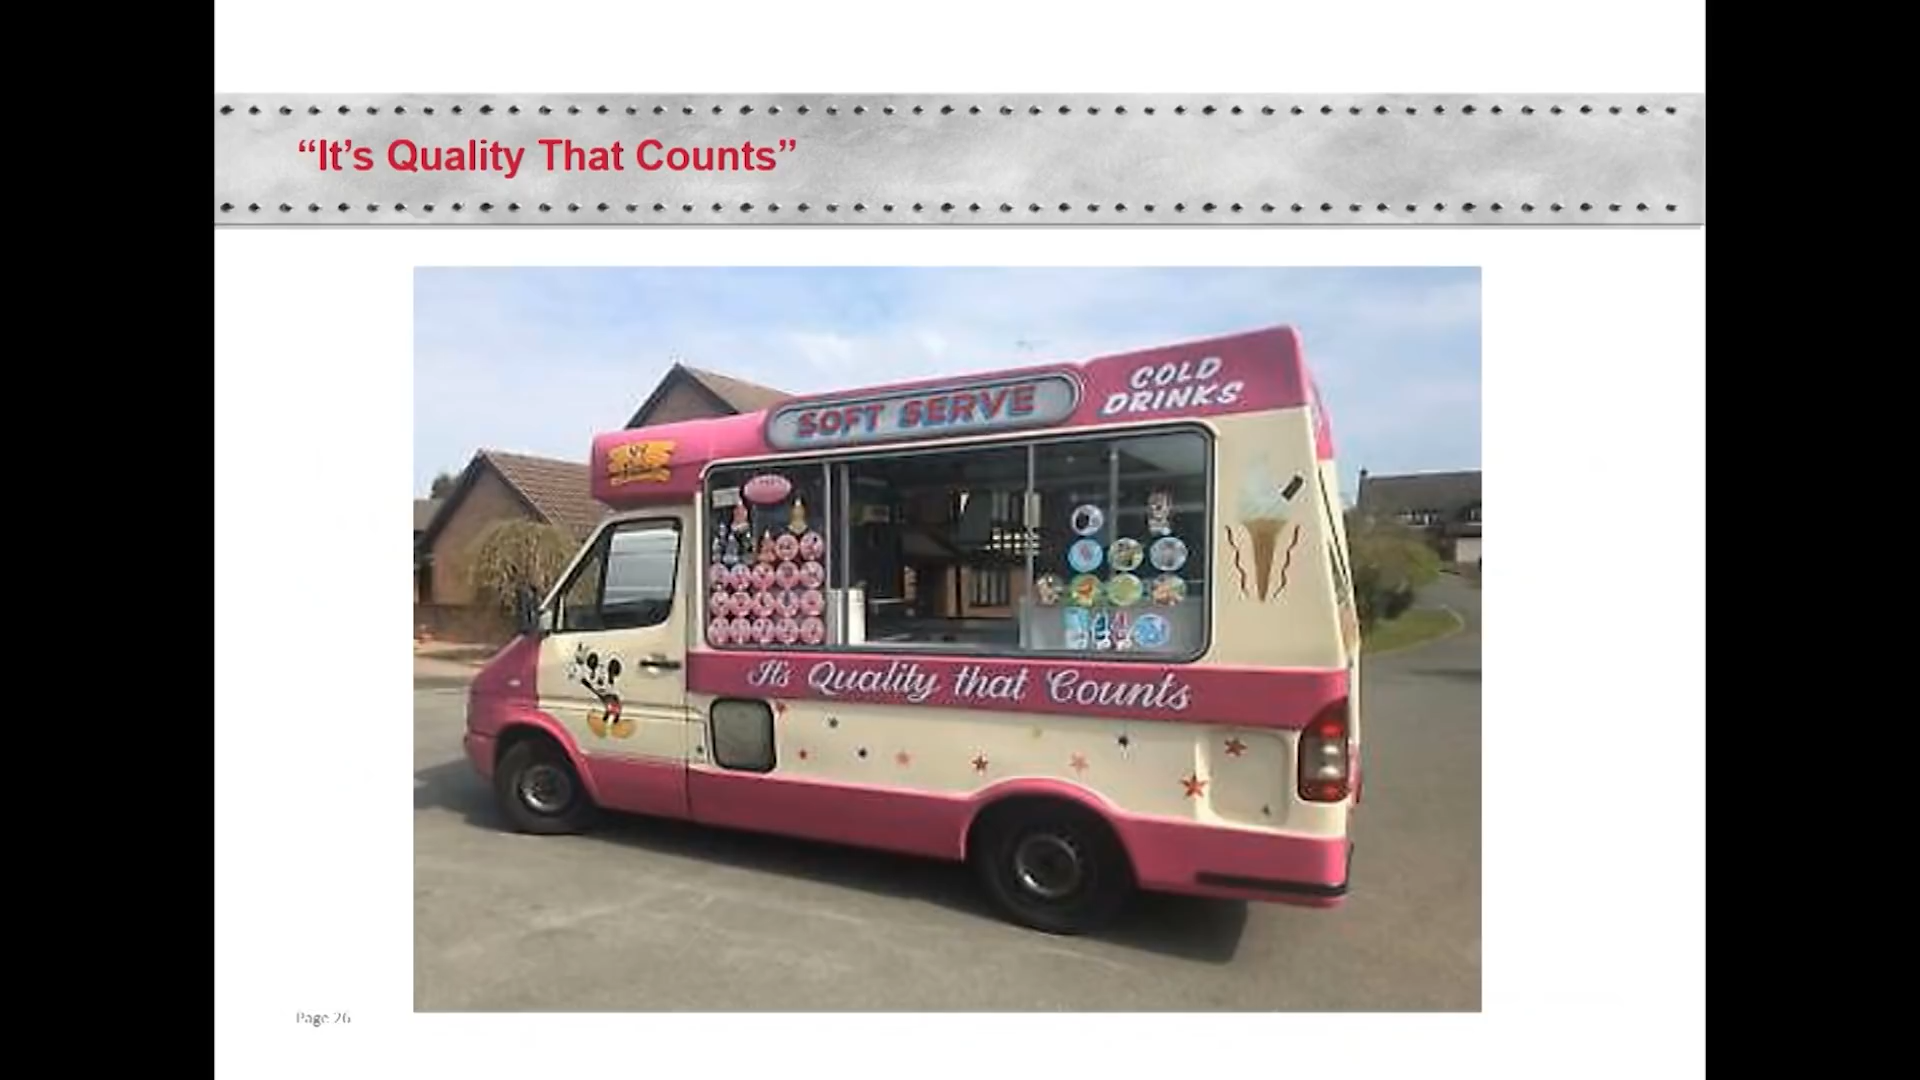 “It’s Quality That Counts”
SOFT SERVE
COLD
DRINKS
It's Quality that Counts
Page 26